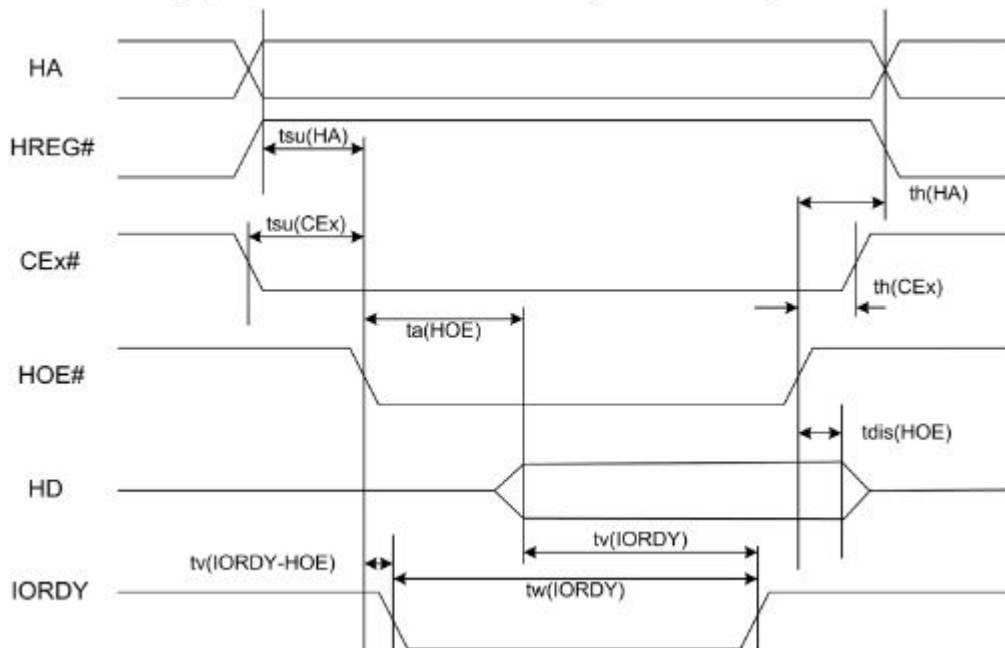 HA
HREG#
tsu(HA)
th(HA)
tsu(CEx)
CEx#
th(CEx)
ta(HOE)
HOE#
tdis(HOE)
HD
tv(IORDY)
tv(IORDY-HOE)
tw(IORDY)
IORDY